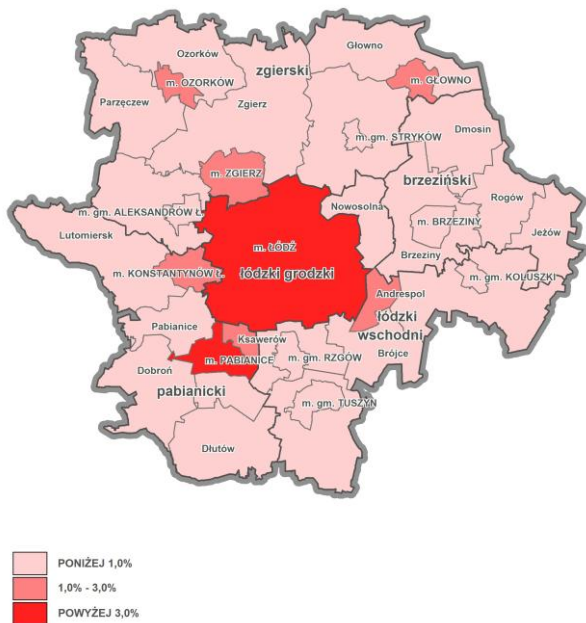 Ozorków
Głowno
zgierski
m. OZORKÓW
m. GŁOWNO
Parzęczew
Zgierz
Dmosin
m. gm. STRYKÓW
m. ZGIERZ
brzeziński
Rogów
m. gm. ALEKSANDRÓW Ł.
Nowosolna
m. BRZEZINY
Lutomiersk
Jeżów
m. ŁÓDŹ
Brzeziny
m. KONSTANTYNÓW Ł.
łódzki grodzki
m. gm. KOLUSZKI
Andrespol
łódzki
wschodni
Pabianice
Ksawerów
Brójce
m. gm. RZGÓW
m. PABIANICE
Dobroń
pabianicki
m. gm. TUSZYN
Dłutów
PONIŻEJ 1,0%
1,0% - 3,0%
POWYŻEJ 3,0%